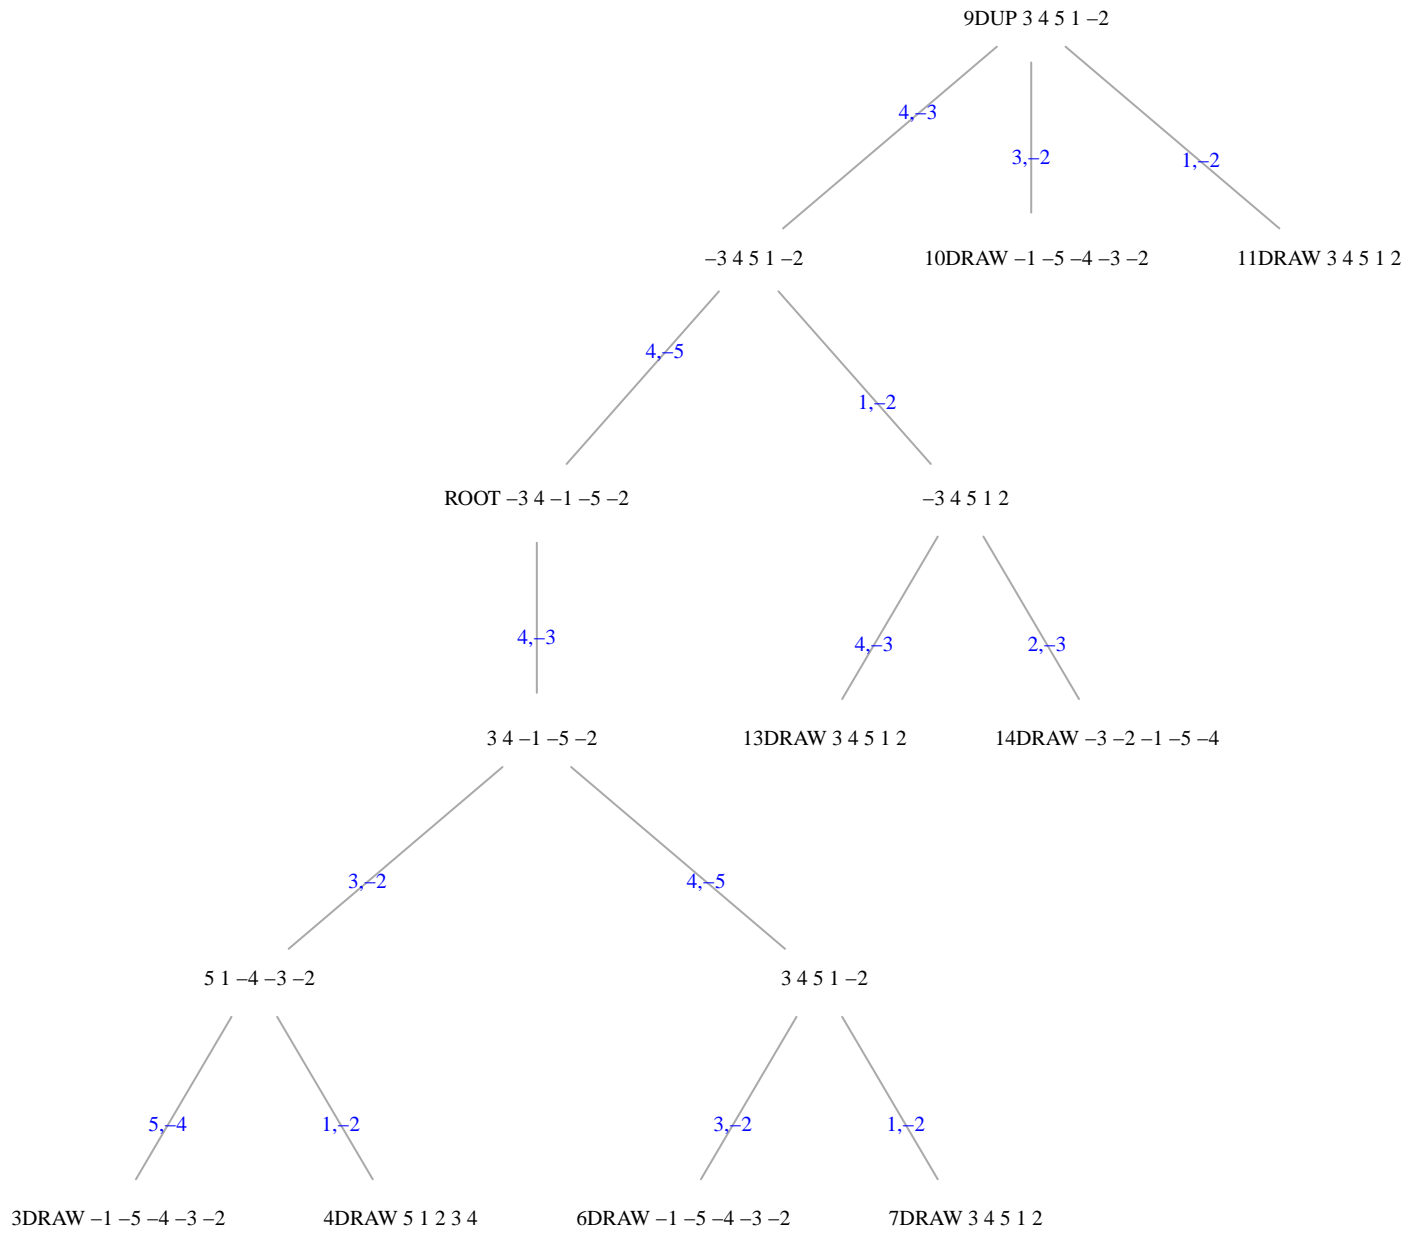 9DUP 3 4 5 1 –2
4,–3
3,–2
1,–2
–3 4 5 1 –2
10DRAW –1 –5 –4 –3 –2
11DRAW 3 4 5 1 2
4,–5
1,–2
ROOT –3 4 –1 –5 –2
–3 4 5 1 2
4,–3
4,–3
2,–3
3 4 –1 –5 –2
13DRAW 3 4 5 1 2
14DRAW –3 –2 –1 –5 –4
3,–2
4,–5
5 1 –4 –3 –2
3 4 5 1 –2
5,–4
1,–2
3,–2
1,–2
3DRAW –1 –5 –4 –3 –2
4DRAW 5 1 2 3 4
6DRAW –1 –5 –4 –3 –2
7DRAW 3 4 5 1 2